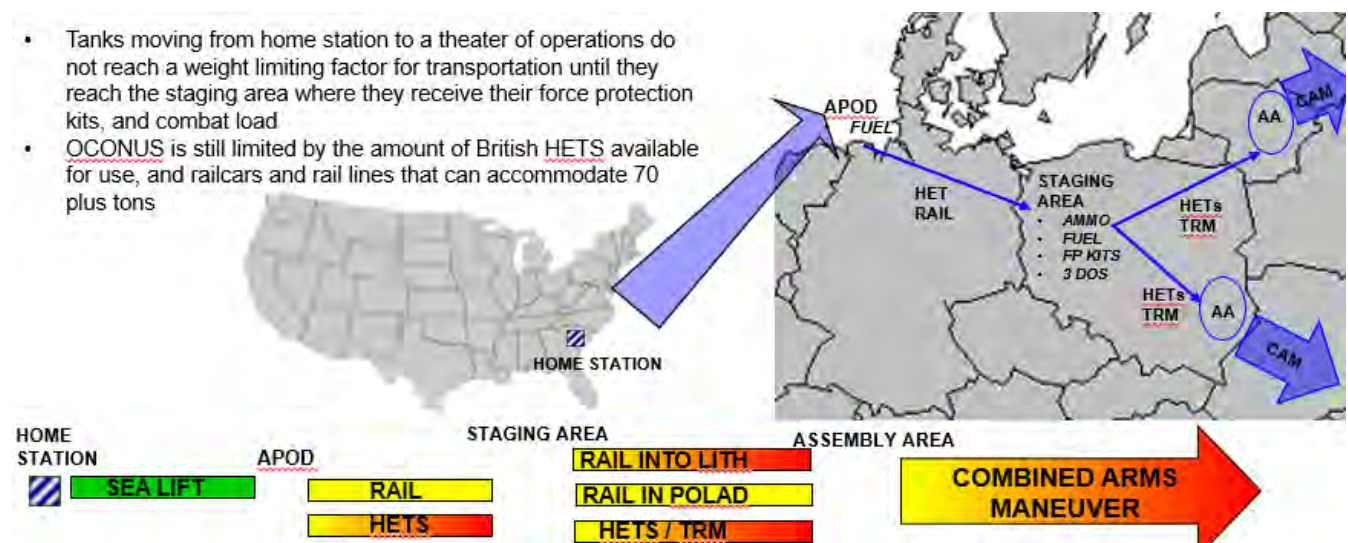 • Tanks moving from home station to a theater of operations do
not reach a weight limiting factor for transportation until they
reach the staging area where they receive their force protection
kits, and combat load
• OCONUS is still limited by the amount of British HETS available
for use, and railcars and rail lines that can accommodate 70
plus tons
HOME STATION
APOD
FUEL
HET
RAIL
STAGING
AREA
• AMMO
• FUEL
• FP KITS
• 3 DOS
HETs
TRM
AA
CAM
HETs
TRM
AA
CAM
HOME
STATION
SEA LIFT
APOD
RAIL
HETS
STAGING AREA
RAIL INTO LITH
RAIL IN POLAD
HETS / TRM
ASSEMBLY AREA
COMBINED ARMS
MANEUVER